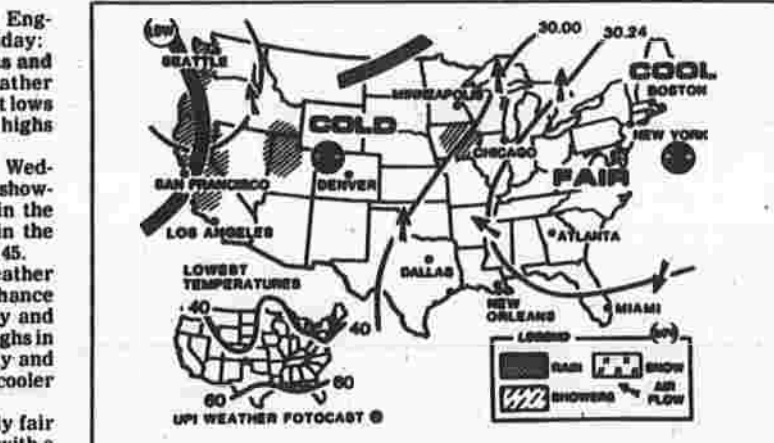 Eng-
day:
s and
ather
t lows
highs
Wed-
show-
in the
in the
45.
eather
hance
y and
ghs in
y and
cooler
ly fair
with a
LOW
SEATTLE
30.00
30.24
COOL
BOSTON
MINNEAPOLIS
NEW YORK
COLD
CHICAGO
SAN FRANCISCO
DENVER
FAIR
LOS ANGELES
ATLANTA
DALLAS
LOWEST
TEMPERATURES
NEW
ORLEANS
MIAMI
40
40
60
60
LEGEND
RAIN
SNOW
SHOWERS
AIR
FLOW
UPI WEATHER FOTOCAST ©